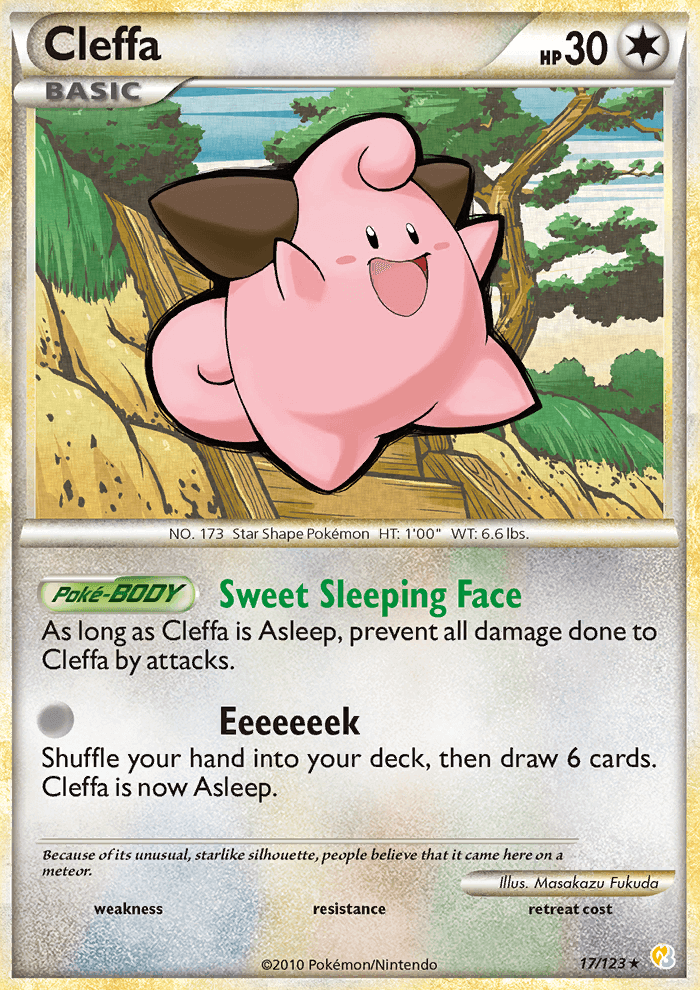 Cleffa
HP 30
BASIC
NO. 173 Star Shape Pokémon HT: 1'00" WT: 6.6 lbs.
Poké-BODY Sweet Sleeping Face
As long as Cleffa is Asleep, prevent all damage done to
Cleffa by attacks.
Eeeeeeek
Shuffle your hand into your deck, then draw 6 cards.
Cleffa is now Asleep.
Because of its unusual, starlike silhouette, people believe that it came here on a
meteor.
Illus. Masakazu Fukuda
weakness resistance retreat cost
©2010 Pokémon/Nintendo 17/123 ★